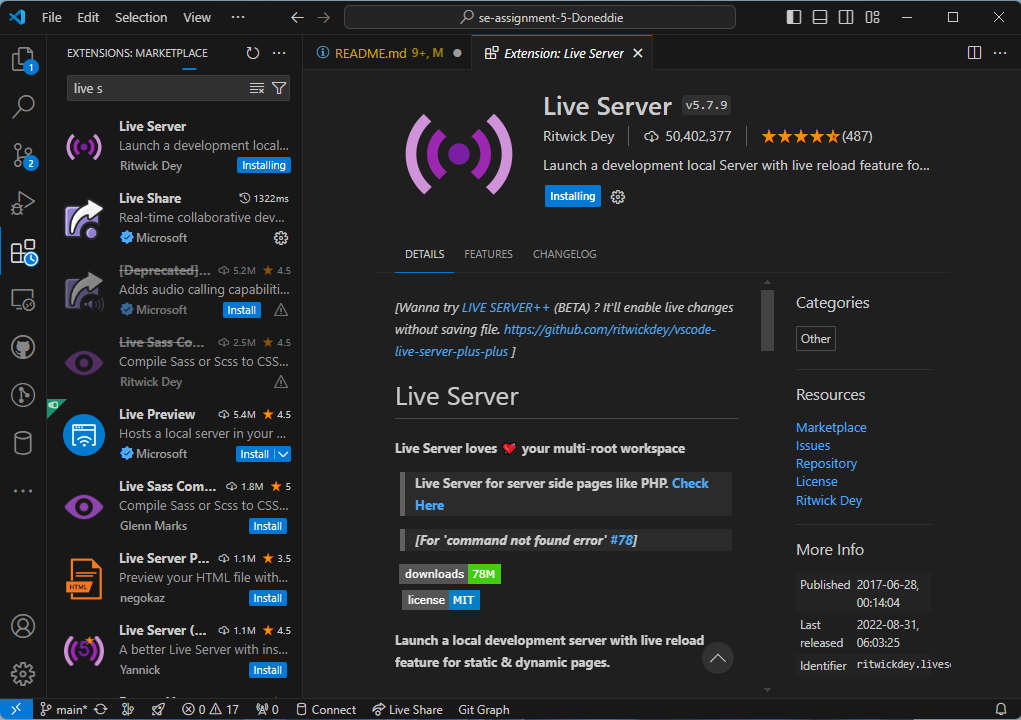 File Edit Selection View ··· se-assignment-5-Doneddie
EXTENSIONS: MARKETPLACE
README.md 9+, M
Extension: Live Server
1
2
live s
Live Server
Launch a development local...
Ritwick Dey Installing
Live Share 1322ms
Real-time collaborative dev...
Microsoft
[Deprecated]... 5.2M 4.5
Adds audio calling capabiliti...
Microsoft Install
Live Sass Co... 2.5M 4.5
Compile Sass or Scss to CSS...
Ritwick Dey
Live Preview 5.4M 4.5
Hosts a local server in your ...
Microsoft Install
Live Sass Com... 1.8M 5
Compile Sass or Scss to CSS...
Glenn Marks Install
HTML
Live Server P... 1.1M 3.5
Preview your HTML file with...
negokaz Install
5
Live Server (... 1.1M 4.5
A better Live Server with ins...
Yannick Install
Live Server v5.7.9
Ritwick Dey 50,402,377 (487)
Launch a development local Server with live reload feature fo...
Installing
DETAILS FEATURES CHANGELOG
[Wanna try LIVE SERVER++ (BETA) ? It'll enable live changes
without saving file. https://github.com/ritwickdey/vscode-
live-server-plus-plus ]
Live Server
Live Server loves your multi-root workspace
Live Server for server side pages like PHP. Check
Here
[For 'command not found error' #78]
downloads 78M
license MIT
Launch a local development server with live reload
feature for static & dynamic pages.
Categories
Other
Resources
Marketplace
Issues
Repository
License
Ritwick Dey
More Info
Published 2017-06-28,
00:14:04
Last 2022-08-31,
released 06:03:25
Identifier ritwickdey.lives
main* 0 17 0 Connect Live Share Git Graph